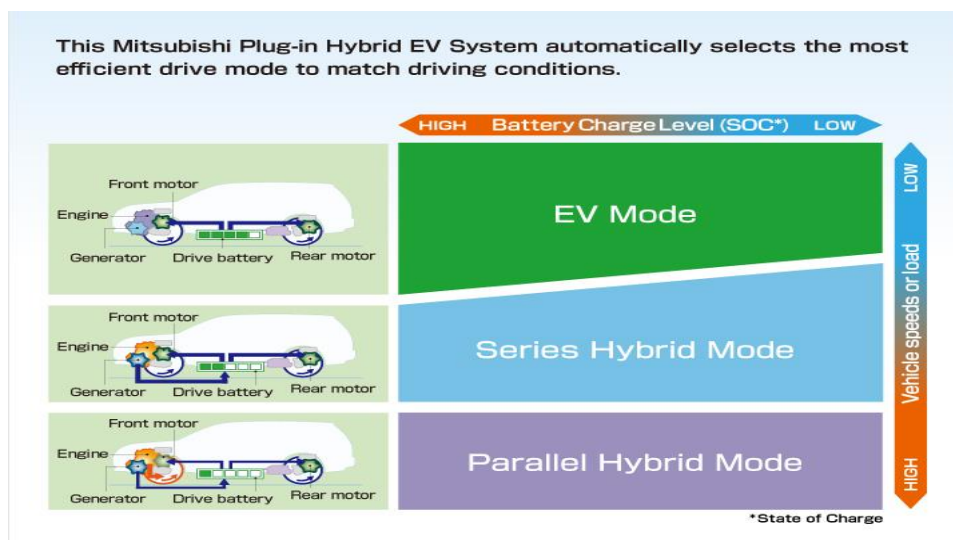 This Mitsubishi Plug-in Hybrid EV System automatically selects the most
efficient drive mode to match driving conditions.
HIGH Battery Charge Level (SOC*) LOW
Front motor
Engine
Generator Drive battery Rear motor
EV Mode
Front motor
Engine
Generator Drive battery Rear motor
Series Hybrid Mode
Front motor
Engine
Generator Drive battery Rear motor
Parallel Hybrid Mode
LOW
Vehicle speeds or load
HIGH
*State of Charge